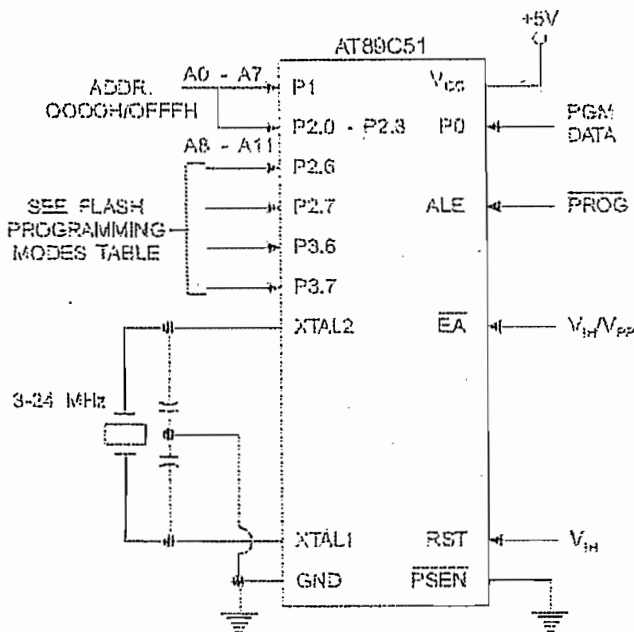 +5V
AT89C51
A0 - A7
ADDR.
0000H/0FFFH
P1
VCC
P2.0 - P2.3
P0
PGM
DATA
A8 - A11
P2.6
SEE FLASH
PROGRAMMING
MODES TABLE
P2.7
ALE
PROG
P3.6
P3.7
XTAL2
EA
VIH/VPP
3-24 MHz
XTAL1
RST
VIH
GND
PSEN